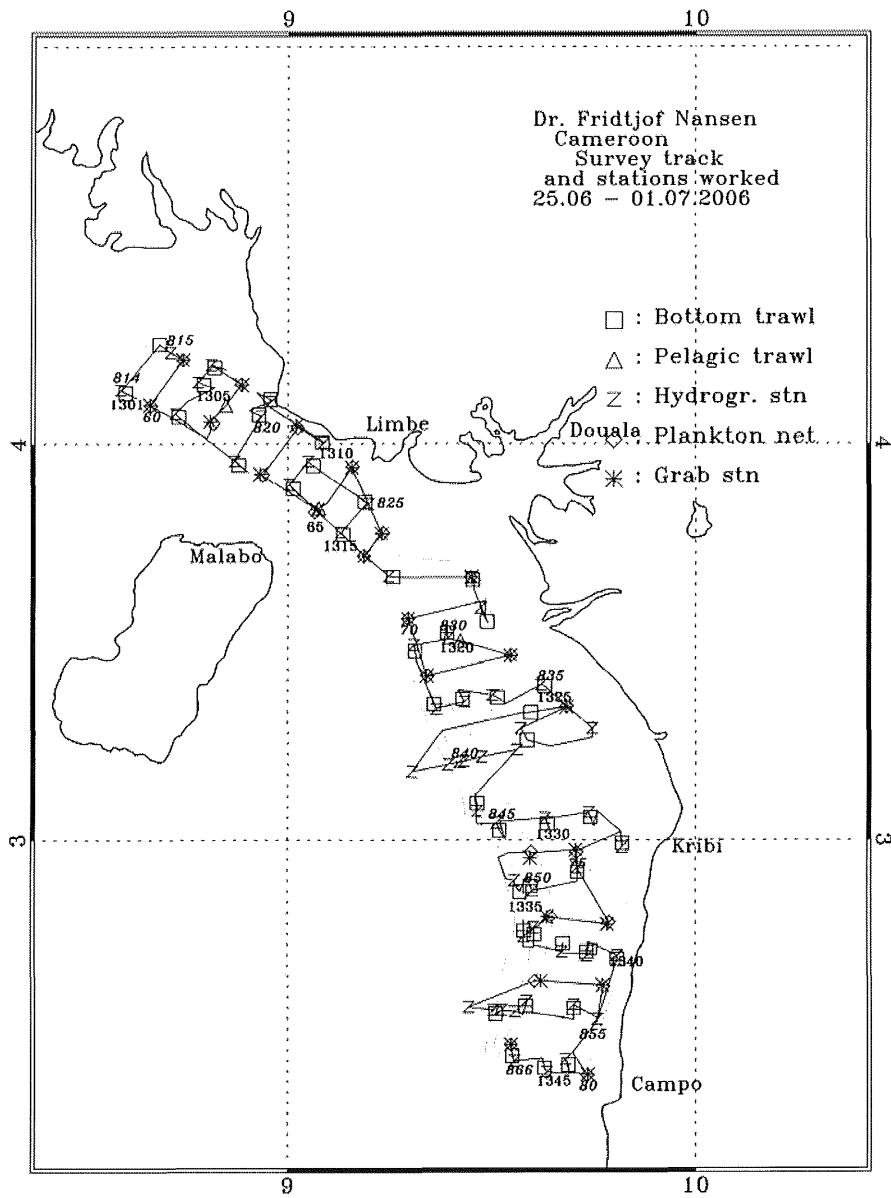 9 10
Dr. Fridtjof Nansen
Cameroon
Survey track
and stations worked
25.06 – 01.07.2006
: Bottom trawl
: Pelagic trawl
: Hydrogr. stn
: Plankton net
: Grab stn
815
814
1301
1305
60
820
Limbe
Douala
4 4
1310
825
65
1315
Malabo
70
830
1320
835
1325
840
845
1330
3 3
Kribi
75
850
1335
1340
855
866
1345
80
Campo
9 10